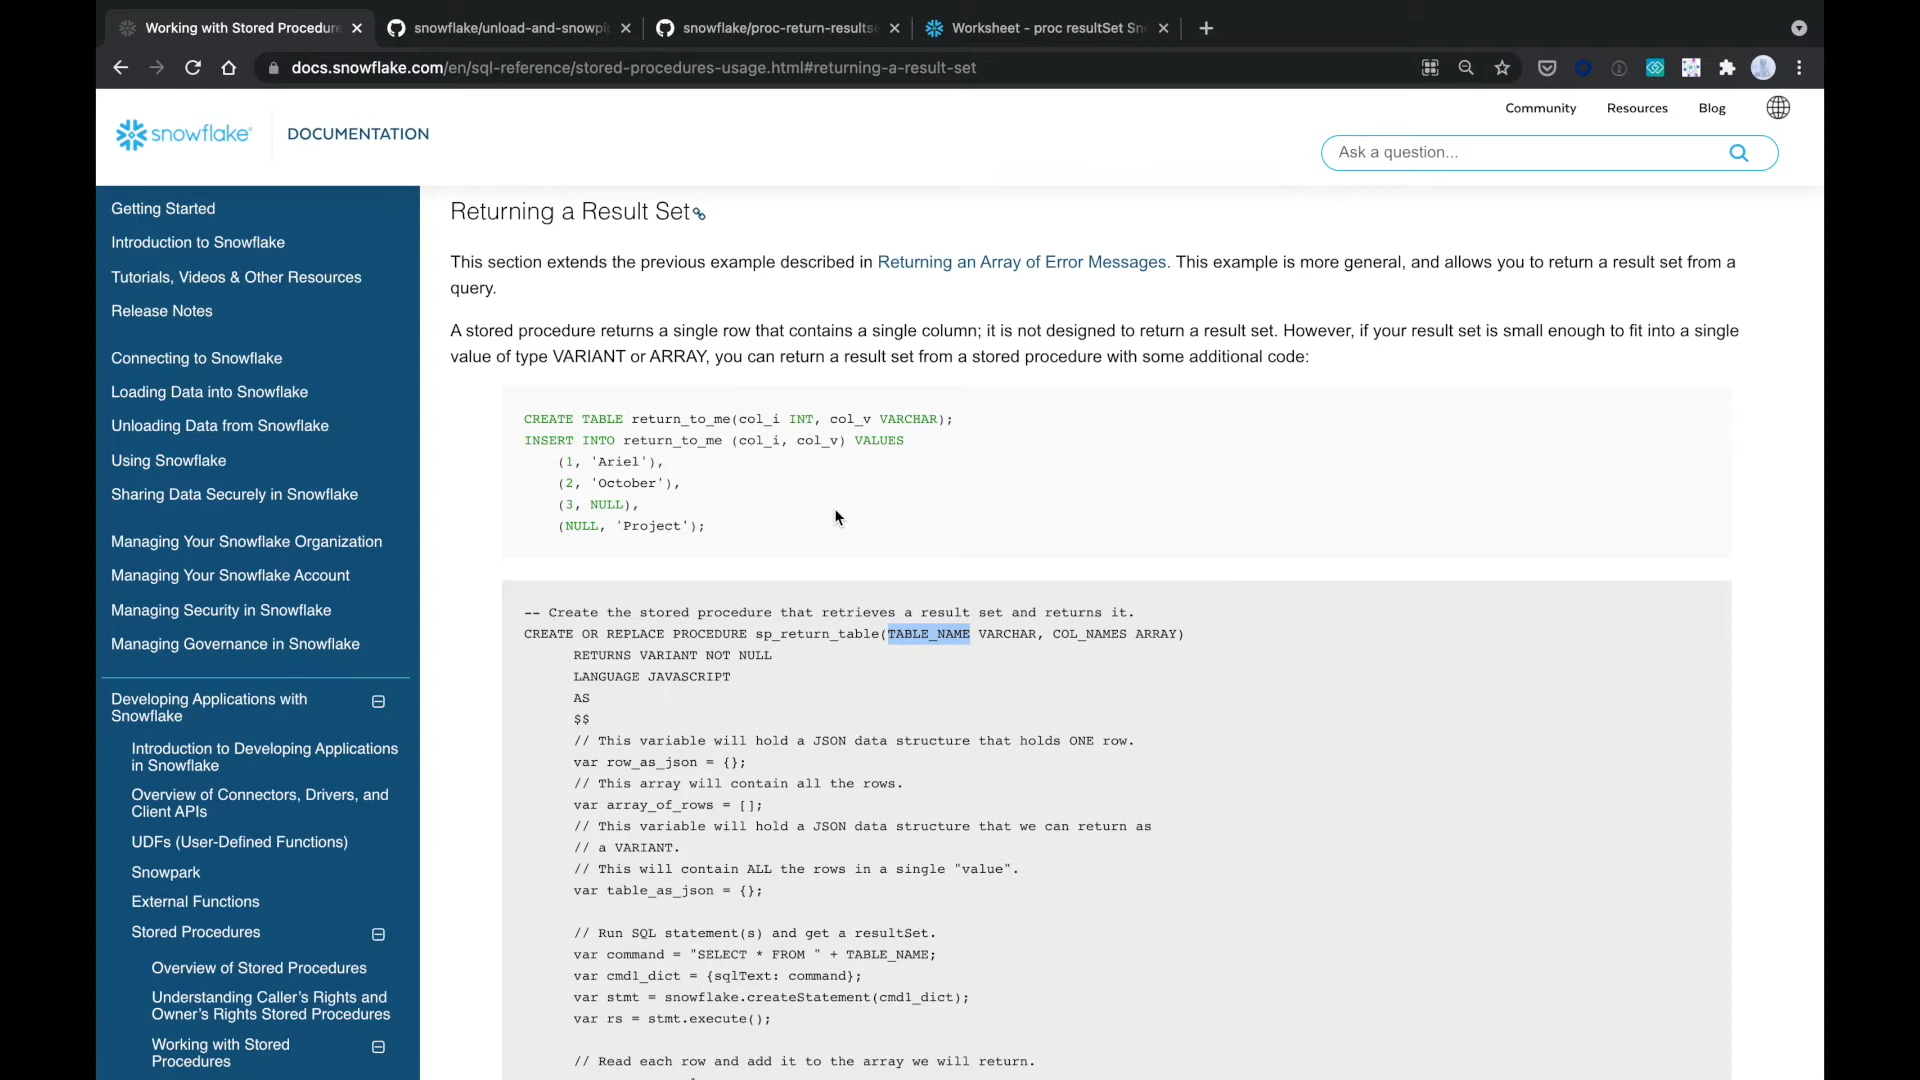 Working with Stored Procedure
snowflake/unload-and-snowpi
snowflake/proc-return-resultse
Worksheet - proc resultSet Sn
docs.snowflake.com/en/sql-reference/stored-procedures-usage.html#returning-a-result-set
snowflake
DOCUMENTATION
Community
Resources
Blog
Ask a question...
Getting Started
Introduction to Snowflake
Tutorials, Videos & Other Resources
Release Notes
Connecting to Snowflake
Loading Data into Snowflake
Unloading Data from Snowflake
Using Snowflake
Sharing Data Securely in Snowflake
Managing Your Snowflake Organization
Managing Your Snowflake Account
Managing Security in Snowflake
Managing Governance in Snowflake
Developing Applications with
Snowflake
Introduction to Developing Applications
in Snowflake
Overview of Connectors, Drivers, and
Client APIs
UDFs (User-Defined Functions)
Snowpark
External Functions
Stored Procedures
Overview of Stored Procedures
Understanding Caller's Rights and
Owner's Rights Stored Procedures
Working with Stored
Procedures
Returning a Result Set
This section extends the previous example described in Returning an Array of Error Messages. This example is more general, and allows you to return a result set from a
query.
A stored procedure returns a single row that contains a single column; it is not designed to return a result set. However, if your result set is small enough to fit into a single
value of type VARIANT or ARRAY, you can return a result set from a stored procedure with some additional code:
CREATE TABLE return_to_me(col_i INT, col_v VARCHAR);
INSERT INTO return_to_me (col_i, col_v) VALUES
(1, 'Ariel'),
(2, 'October'),
(3, NULL),
(NULL, 'Project');
-- Create the stored procedure that retrieves a result set and returns it.
CREATE OR REPLACE PROCEDURE sp_return_table(TABLE_NAME VARCHAR, COL_NAMES ARRAY)
RETURNS VARIANT NOT NULL
LANGUAGE JAVASCRIPT
AS
$$
// This variable will hold a JSON data structure that holds ONE row.
var row_as_json = {};
// This array will contain all the rows.
var array_of_rows = [];
// This variable will hold a JSON data structure that we can return as
// a VARIANT.
// This will contain ALL the rows in a single "value".
var table_as_json = {};
// Run SQL statement(s) and get a resultSet.
var command = "SELECT * FROM " + TABLE_NAME;
var cmd1_dict = {sqlText: command};
var stmt = snowflake.createStatement(cmd1_dict);
var rs = stmt.execute();
// Read each row and add it to the array we will return.